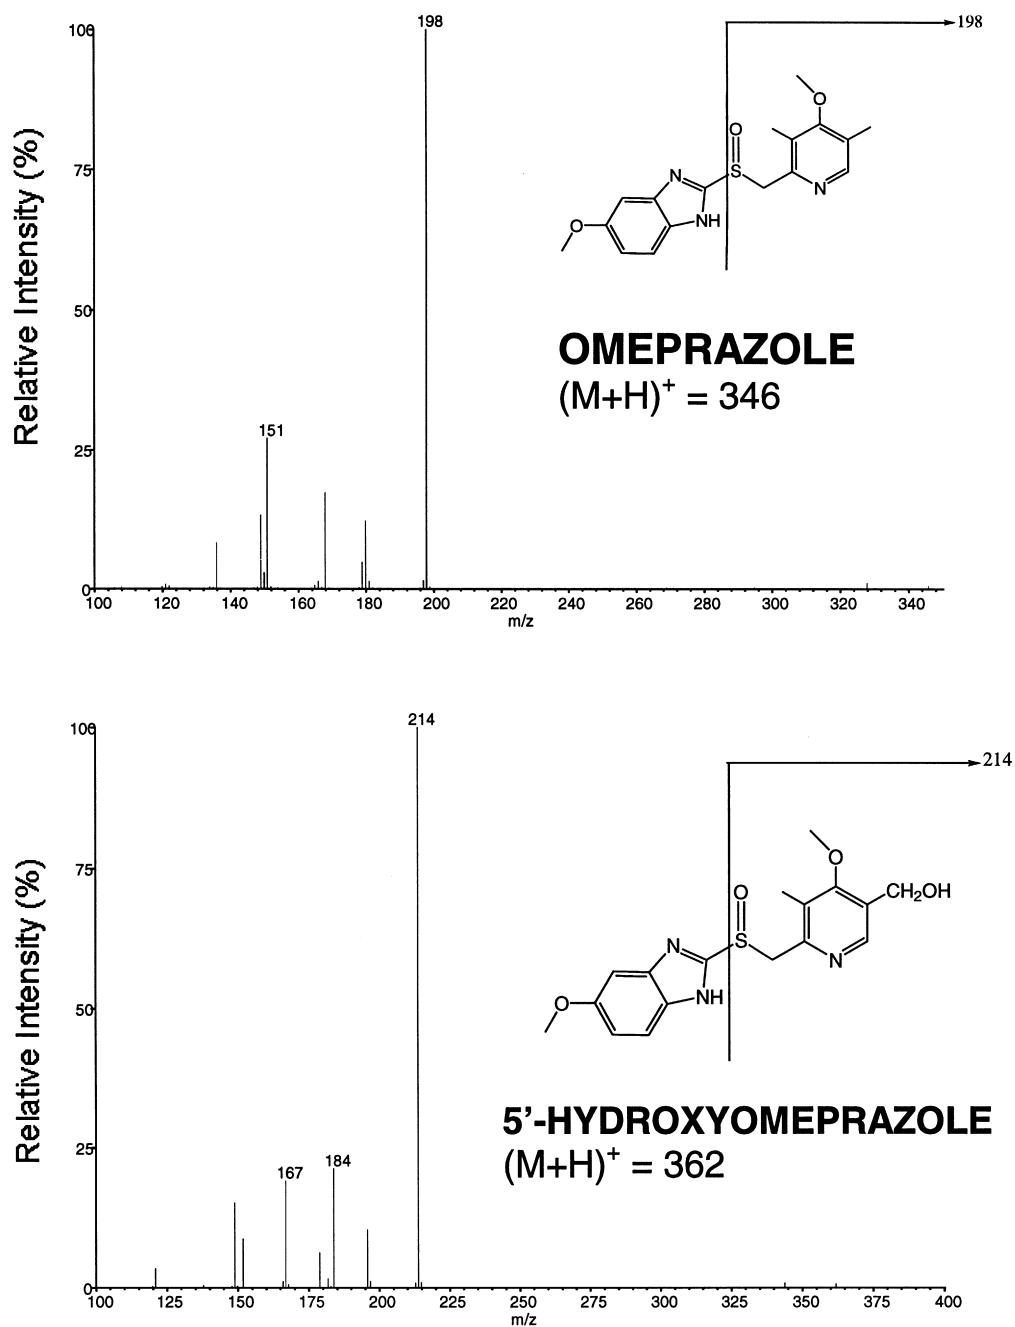 198
198
100
75
50
25
0
Relative Intensity (%)
O
O
S
N
N
NH
O
OMEPRAZOLE
(M+H)+ = 346
151
100 120 140 160 180 200 220 240 260 280 300 320 340
m/z
214
214
100
75
50
25
0
Relative Intensity (%)
O
O
CH2OH
S
N
N
NH
O
5’-HYDROXYOMEPRAZOLE
(M+H)+ = 362
184
167
100 125 150 175 200 225 250 275 300 325 350 375 400
m/z